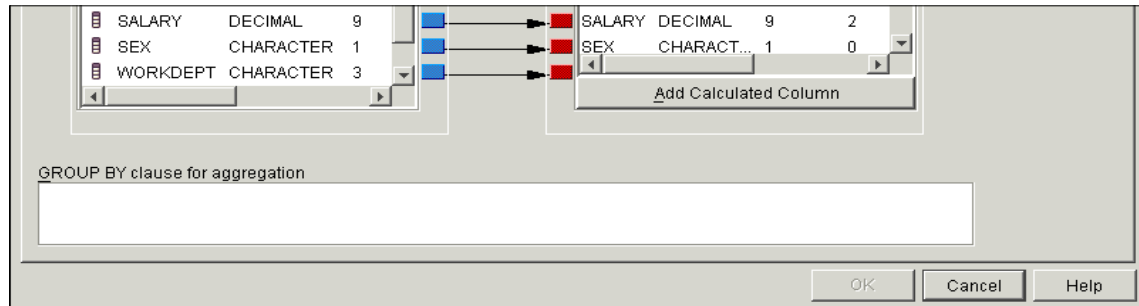 SALARY DECIMAL 9
SEX CHARACTER 1
WORKDEPT CHARACTER 3
SALARY DECIMAL 9 2
SEX CHARACT... 1 0
Add Calculated Column
GROUP BY clause for aggregation
OK Cancel Help